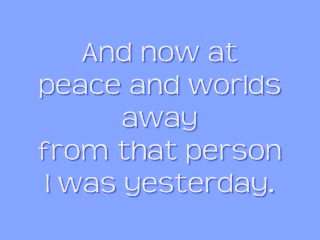 And now at
peace and worlds
away
from that person
I was yesterday.